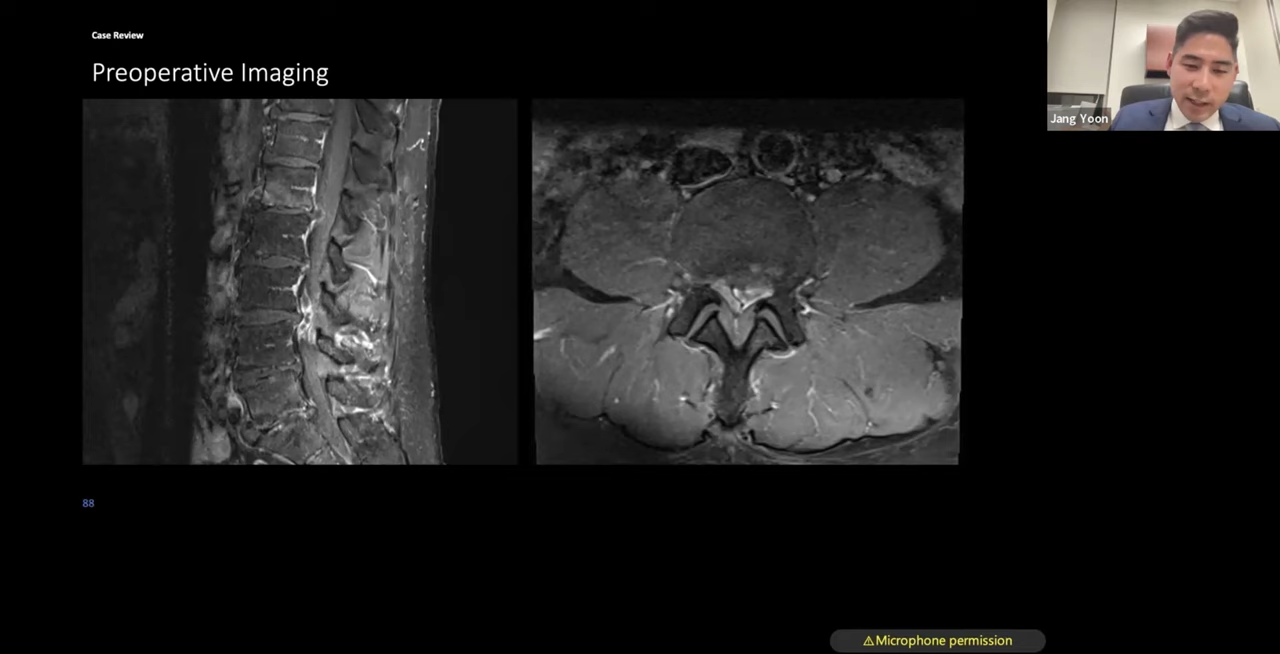 Case Review
Preoperative Imaging
Jang Yoon
88
⚠Microphone permission